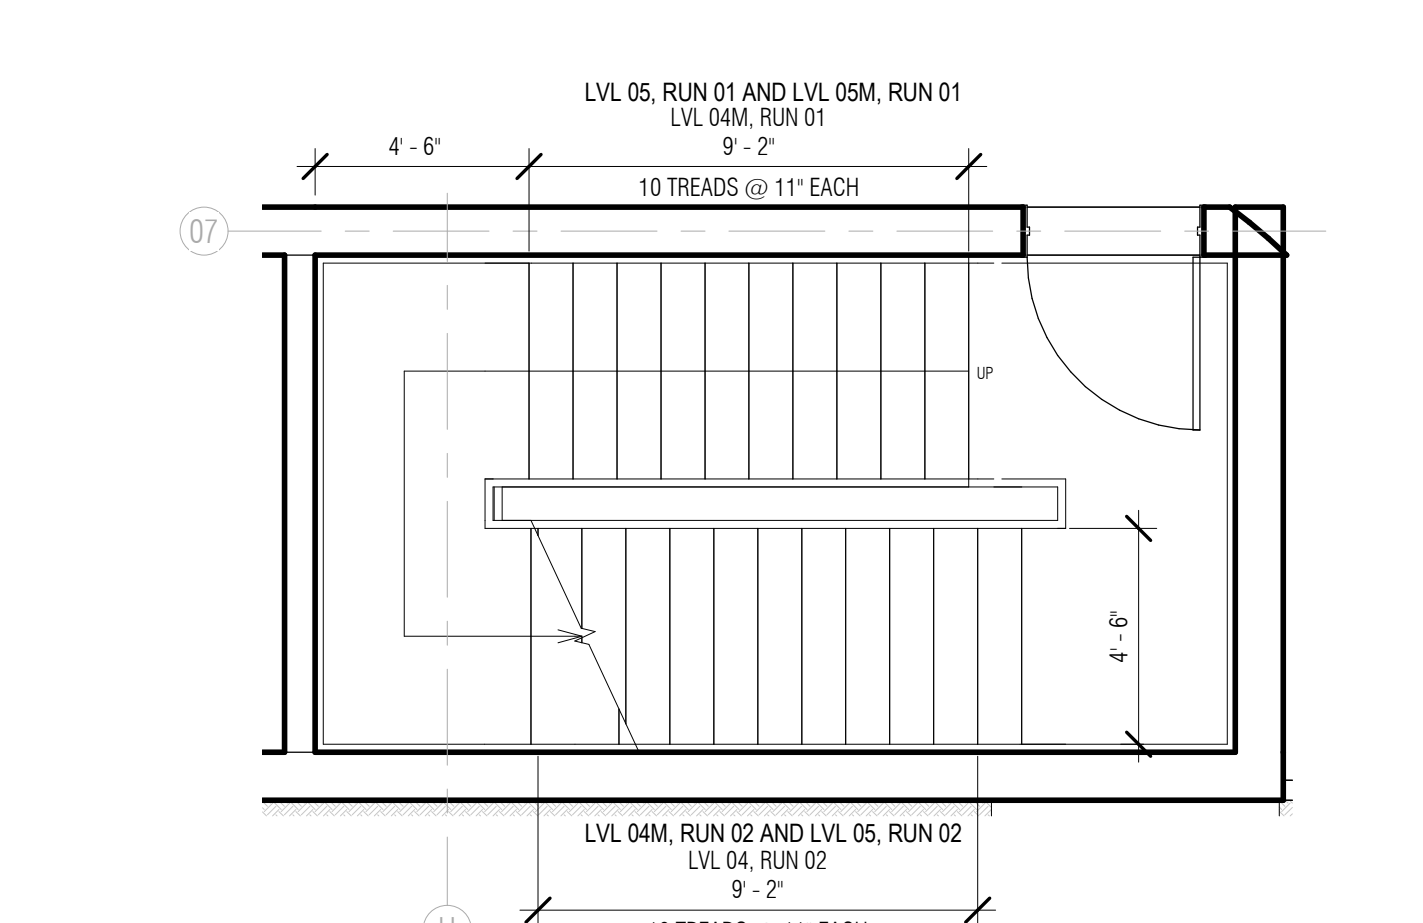 LVL 05, RUN 01 AND LVL 05M, RUN 01
LVL 04M, RUN 01
4' - 6"
9' - 2"
10 TREADS @ 11" EACH
07
UP
4' - 6"
LVL 04M, RUN 02 AND LVL 05, RUN 02
LVL 04, RUN 02
9' - 2"